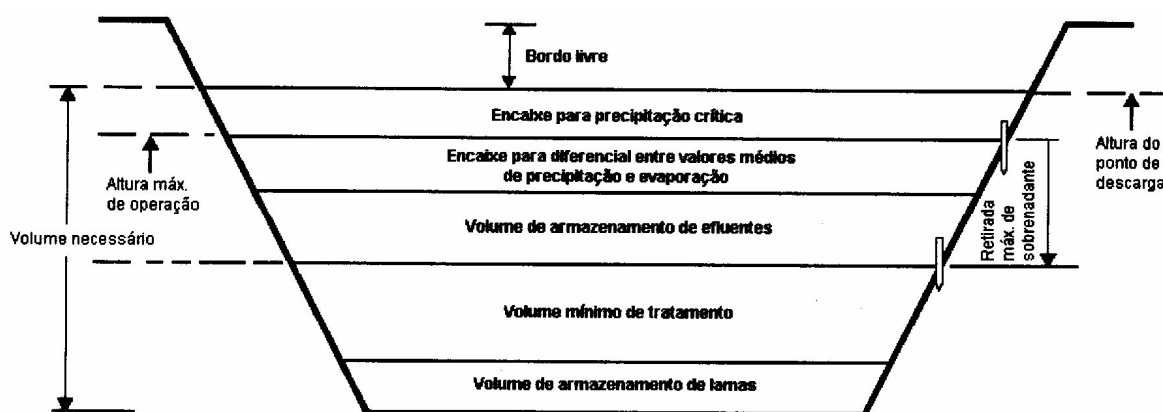 Bordo livre
Encaixe para precipitação crítica
Encaixe para diferencial entre valores médios
de precipitação e evaporação
Altura máx.
de operação
Altura do
ponto de
descarga
Volume de armazenamento de efluentes
Retirada
máx. de
sobrenadante
Volume necessário
Volume mínimo de tratamento
Volume de armazenamento de lamas